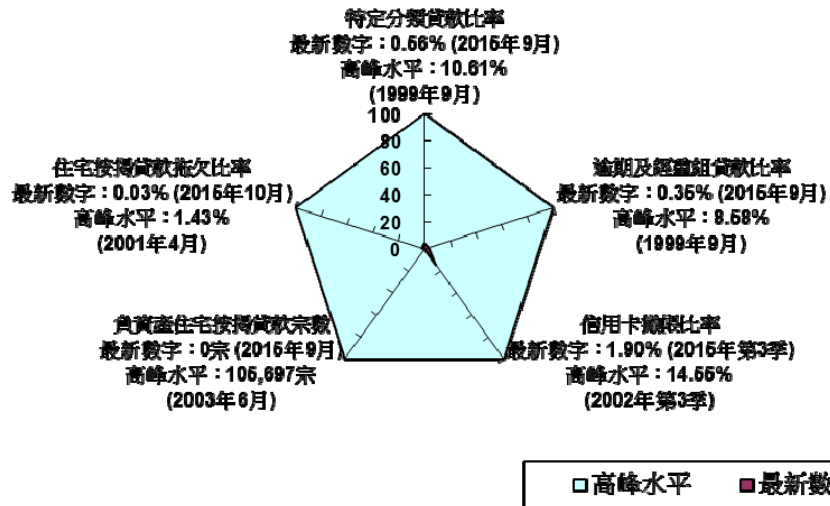 特定分類貸款比率
最新數字：0.56% (2015年9月)
高峰水平：10.61%
(1999年9月)
100
80
60
40
20
0
住宅按揭貸款拖欠比率
最新數字：0.03% (2015年10月)
高峰水平：1.43%
(2001年4月)
逾期及經重組貸款比率
最新數字：0.35% (2015年9月)
高峰水平：8.58%
(1999年9月)
負資產住宅按揭貸款宗數
最新數字：0宗 (2015年9月)
高峰水平：105,697宗
(2003年6月)
信用卡撇賬比率
最新數字：1.90% (2015年第3季)
高峰水平：14.55%
(2002年第3季)
高峰水平
最新數